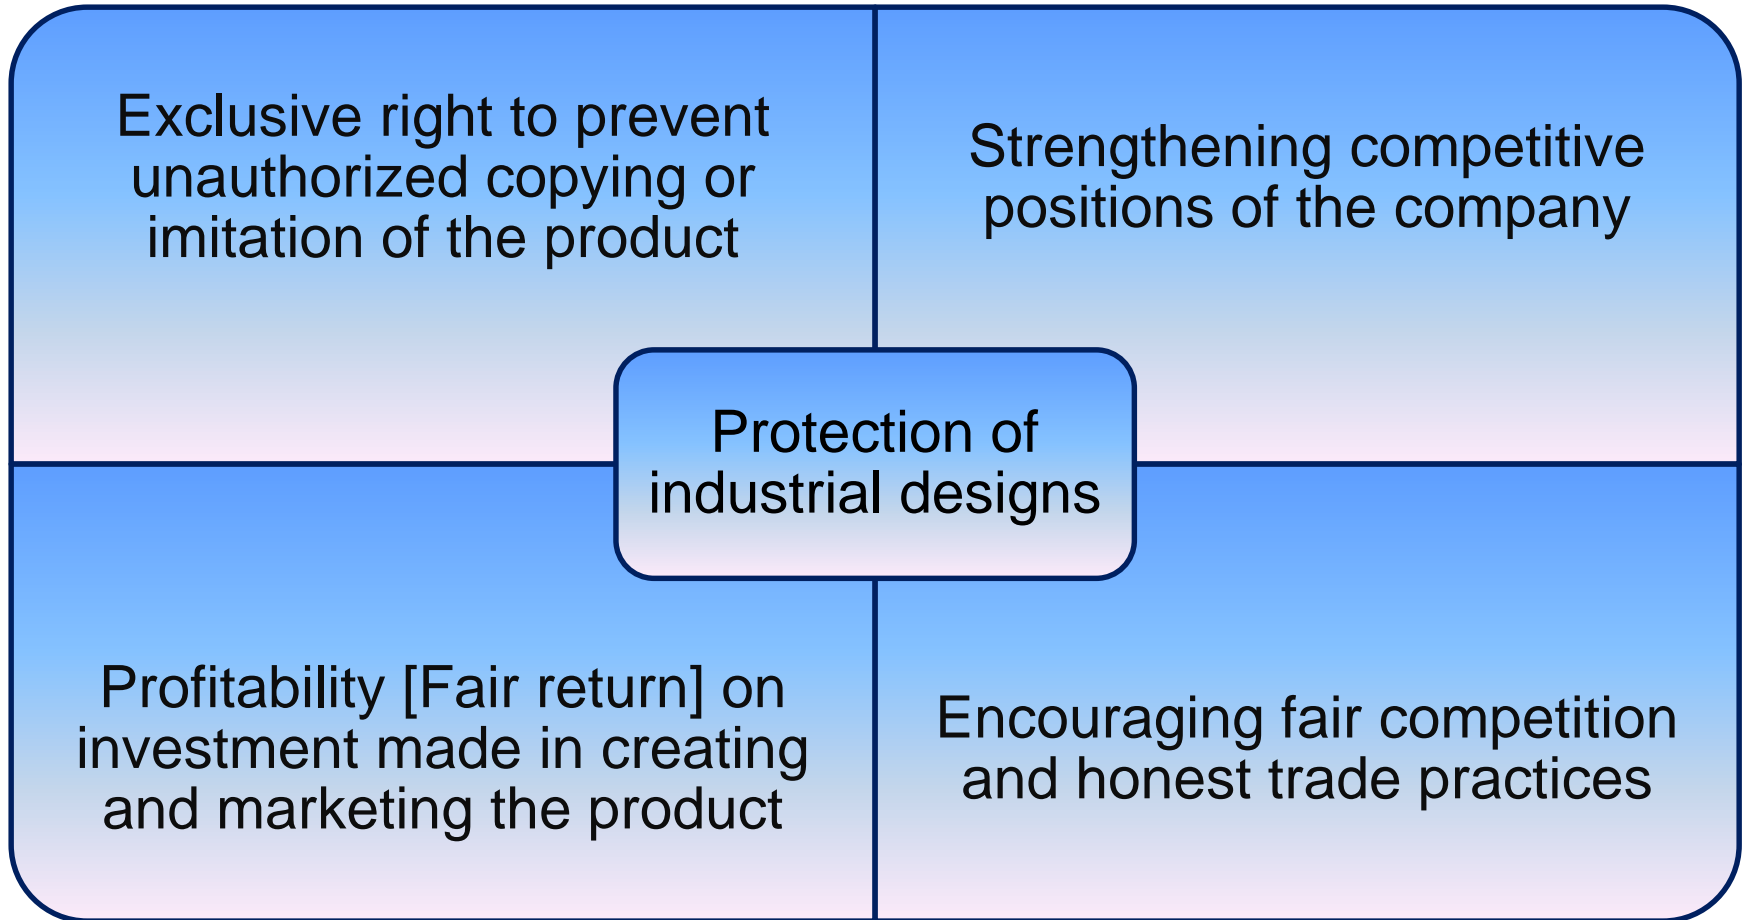 Exclusive right to prevent
unauthorized copying or
imitation of the product
Strengthening competitive
positions of the company
Protection of
industrial designs
Profitability [Fair return] on
investment made in creating
and marketing the product
Encouraging fair competition
and honest trade practices